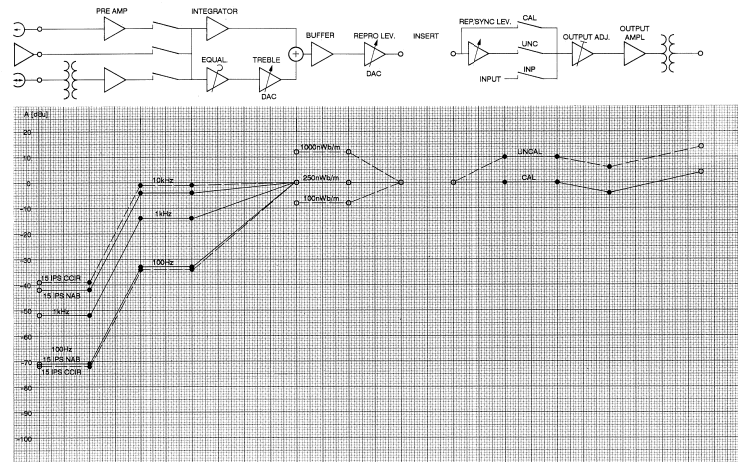 PRE AMP
INTEGRATOR
BUFFER
REPRO LEV.
INSERT
REP.SYNC LEV.
CAL
UNC
INP
INPUT
OUTPUT ADJ.
OUTPUT
AMPL.
EQUAL.
TREBLE
DAC
DAC
A [dBu]
20
10
0
-10
-20
-30
-40
-50
-60
-70
-80
-90
-100
1000nWb/m
250nWb/m
100nWb/m
UNCAL
CAL
10kHz
1kHz
100Hz
15 IPS CCIR
15 IPS NAB
1kHz
100Hz
15 IPS NAB
15 IPS CCIR